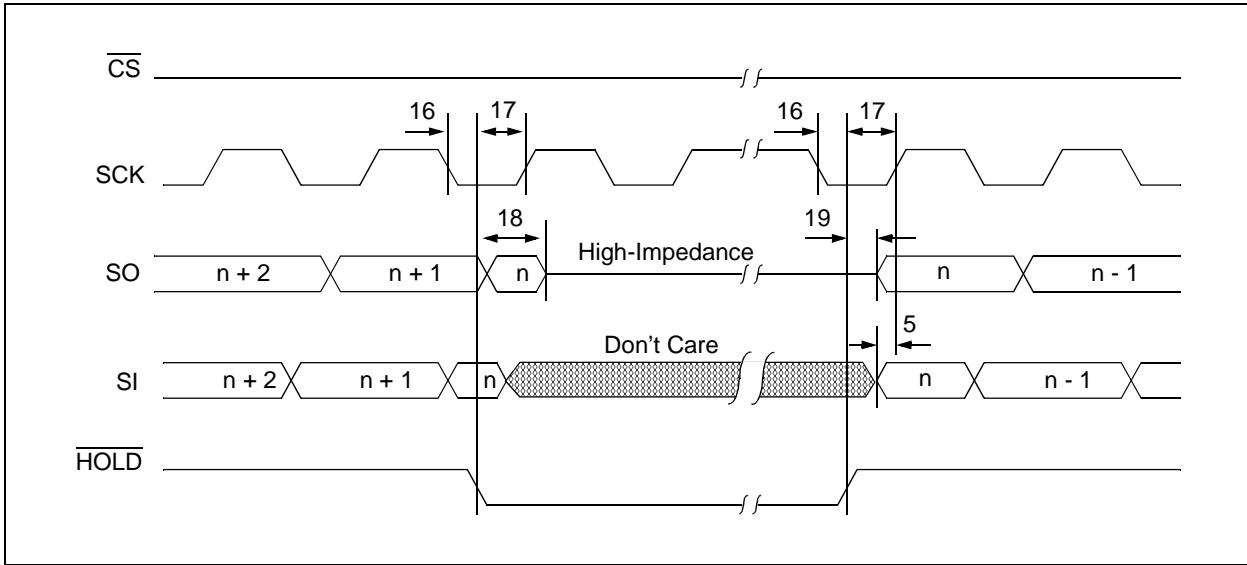 CS
16 17 16 17
SCK
18 19
High-Impedance
SO n + 2 n + 1 n n n - 1
5
Don't Care
SI n + 2 n + 1 n n n - 1
HOLD